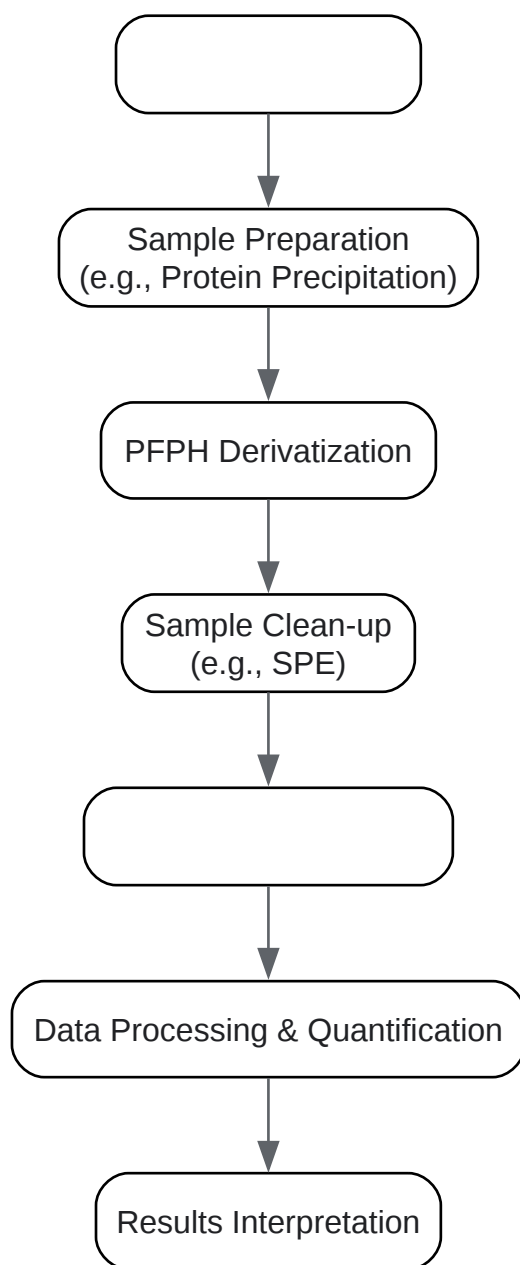 Sample Preparation
(e.g., Protein Precipitation)
PFPH Derivatization
Sample Clean-up
(e.g., SPE)
Data Processing & Quantification
Results Interpretation